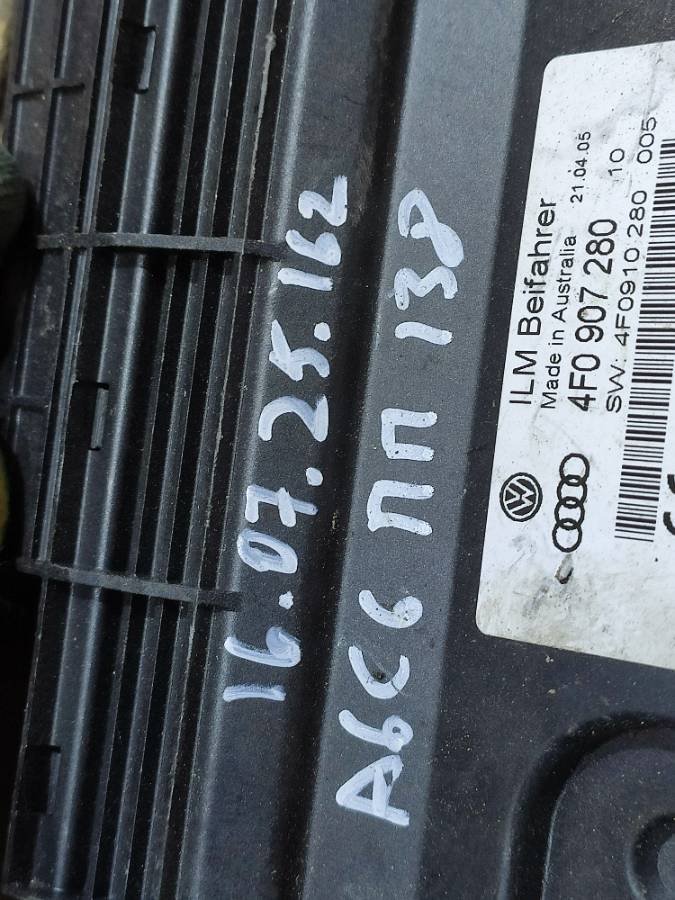 16.07.25.162
A6C6 ПП 138
ILM Beifahrer
Made in Australia 21.04.05
4F0 907 280 10
SW: 4F0910 280 005